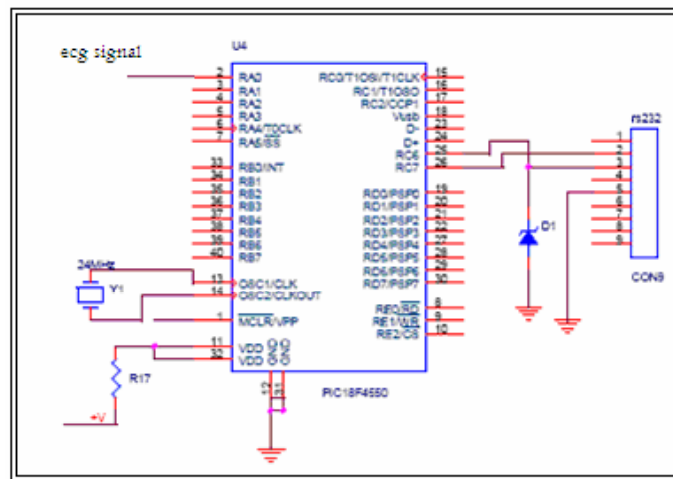 U4
ecg signal
2 RA0
3 RA1
4 RA2
5 RA3
6 RA4/T0CLK
7 RA5/SS
33 RB0/INT
34 RB1
35 RB2
36 RB3
37 RB4
38 RB5
39 RB6
40 RB7
24MHz
Y1
13 OSC1/CLK
14 OSC2/CLKOUT
1 MCLR/VPP
11 VDD
32 VDD
R17
+V
12
31
PIC18F4550
RC0/T1OSI/T1CLK 15
RC1/T1OSO 16
RC2/CCP1 17
Vusb 18
D- 23
D+ 24
RC6 25
RC7 26
RD0/PSP0 19
RD1/PSP1 20
RD2/PSP2 21
RD3/PSP3 22
RD4/PSP4 27
RD5/PSP5 28
RD6/PSP6 29
RD7/PSP7 30
RE0/RD 8
RE1/WR 9
RE2/CS 10
D1
rs232
1
2
3
4
5
6
7
8
9
CON9